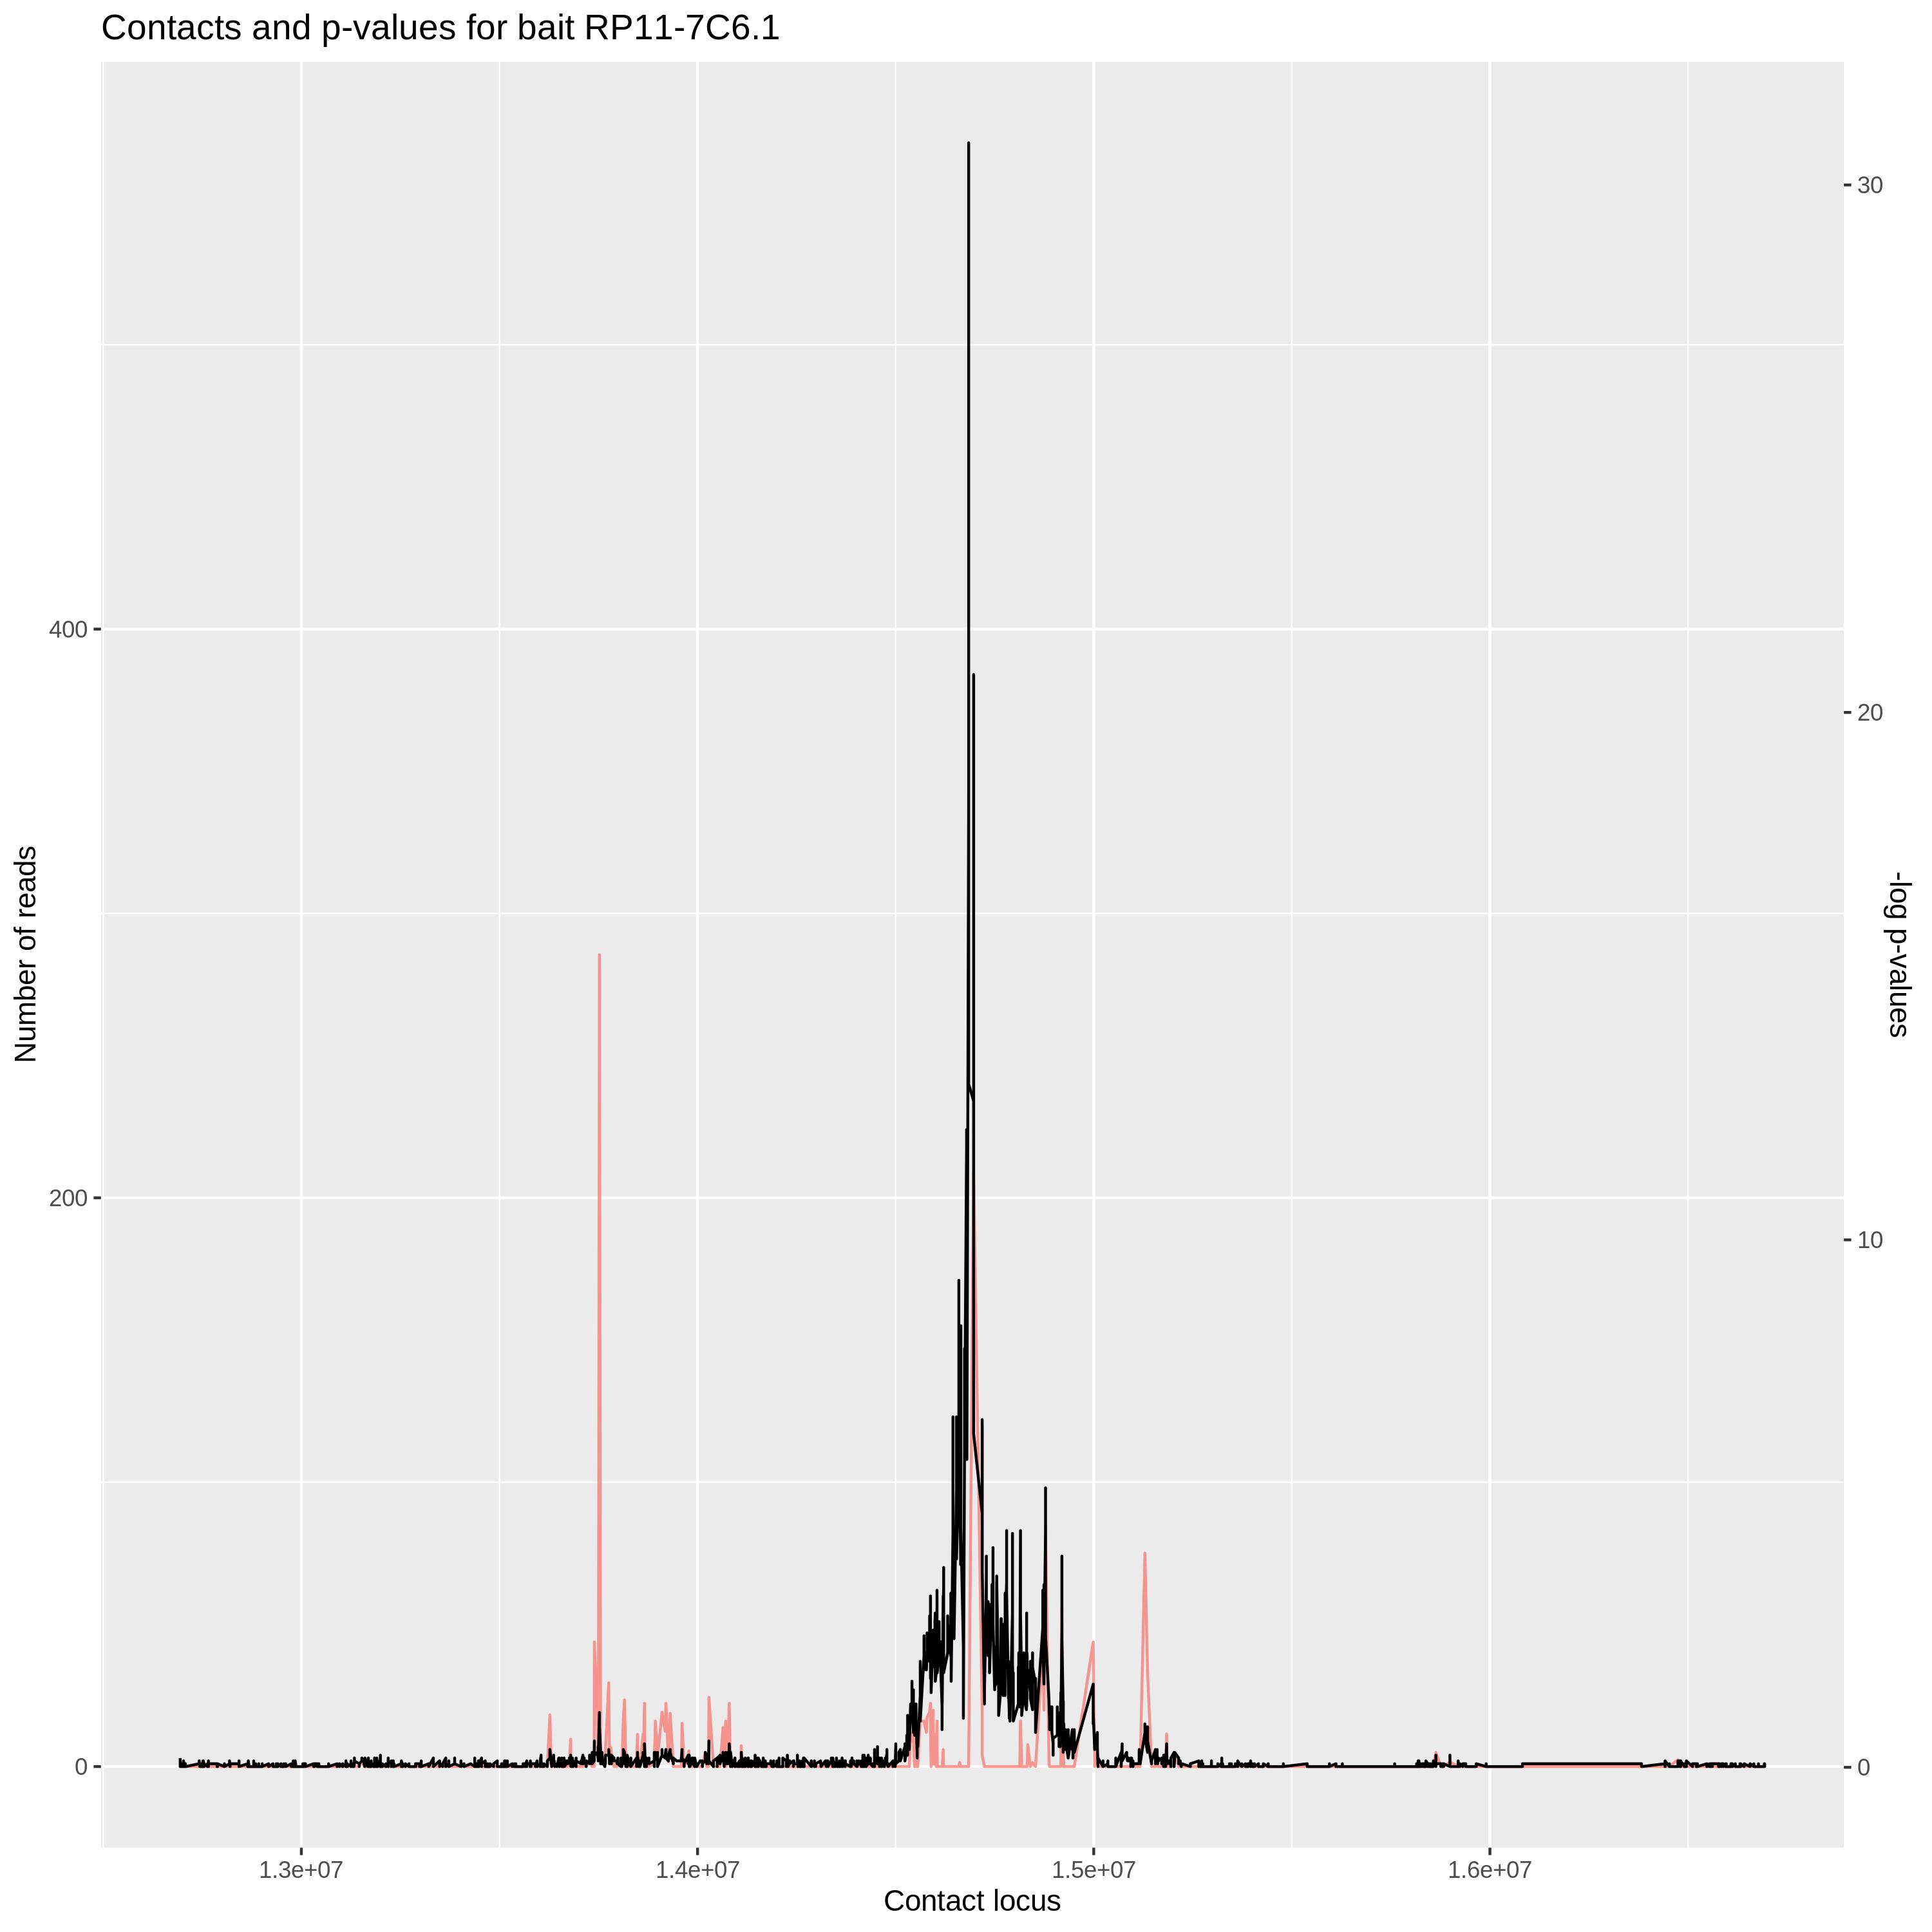 Contacts and p-values for bait RP11-7C6.1
Number of reads
400
200
0
30
20
10
0
-log p-values
1.3e+07 1.4e+07 1.5e+07 1.6e+07
Contact locus